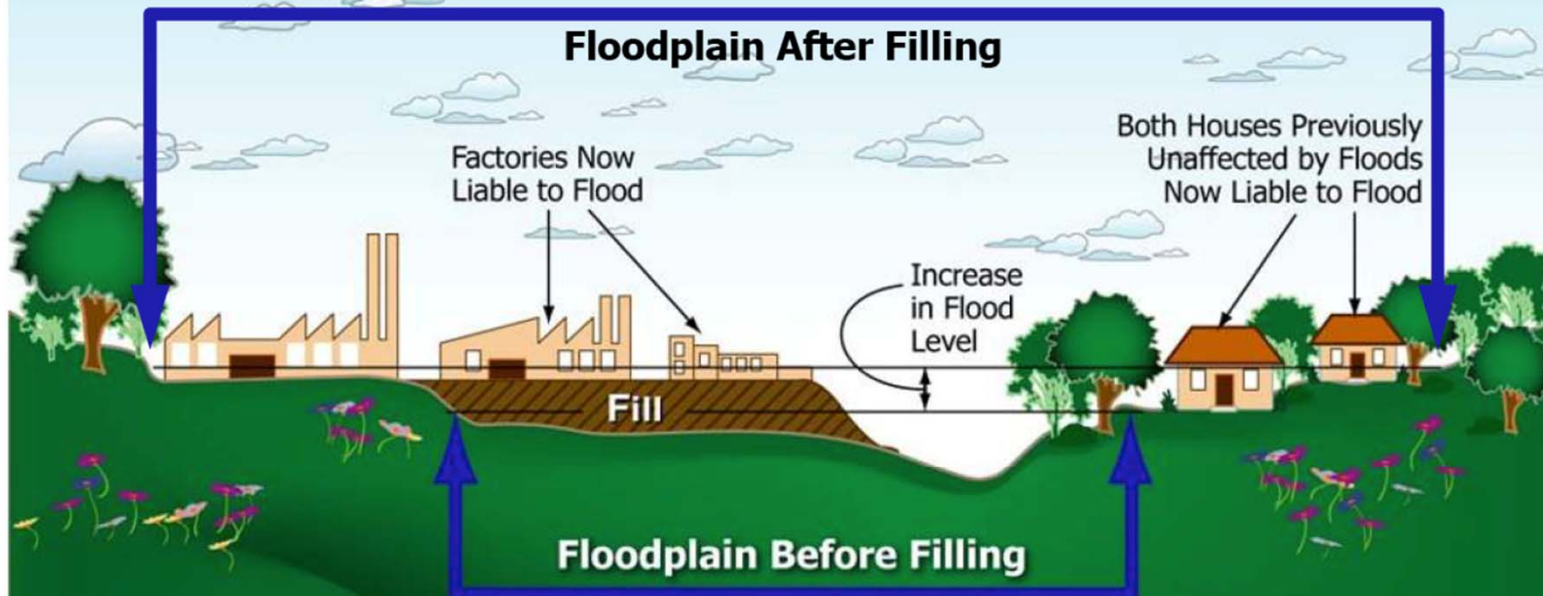 Floodplain After Filling
Factories Now
Liable to Flood
Both Houses Previously
Unaffected by Floods
Now Liable to Flood
Increase
in Flood
Level
Fill
Floodplain Before Filling